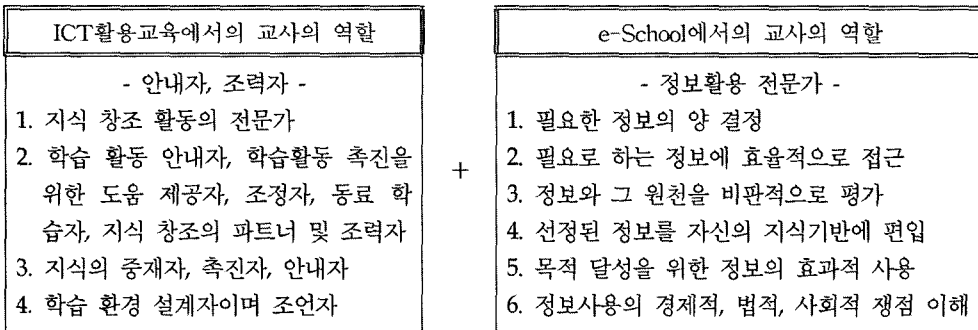 ICT활용교육에서의 교사의 역할
- 안내자, 조력자 -
1. 지식 창조 활동의 전문가
2. 학습 활동 안내자, 학습활동 촉진을
위한 도움 제공자, 조정자, 동료 학
습자, 지식 창조의 파트너 및 조력자
3. 지식의 중재자, 촉진자, 안내자
4. 학습 환경 설계자이며 조언자
+
e-School에서의 교사의 역할
- 정보활용 전문가 -
1. 필요한 정보의 양 결정
2. 필요로 하는 정보에 효율적으로 접근
3. 정보와 그 원천을 비판적으로 평가
4. 선정된 정보를 자신의 지식기반에 편입
5. 목적 달성을 위한 정보의 효과적 사용
6. 정보사용의 경제적, 법적, 사회적 쟁점 이해